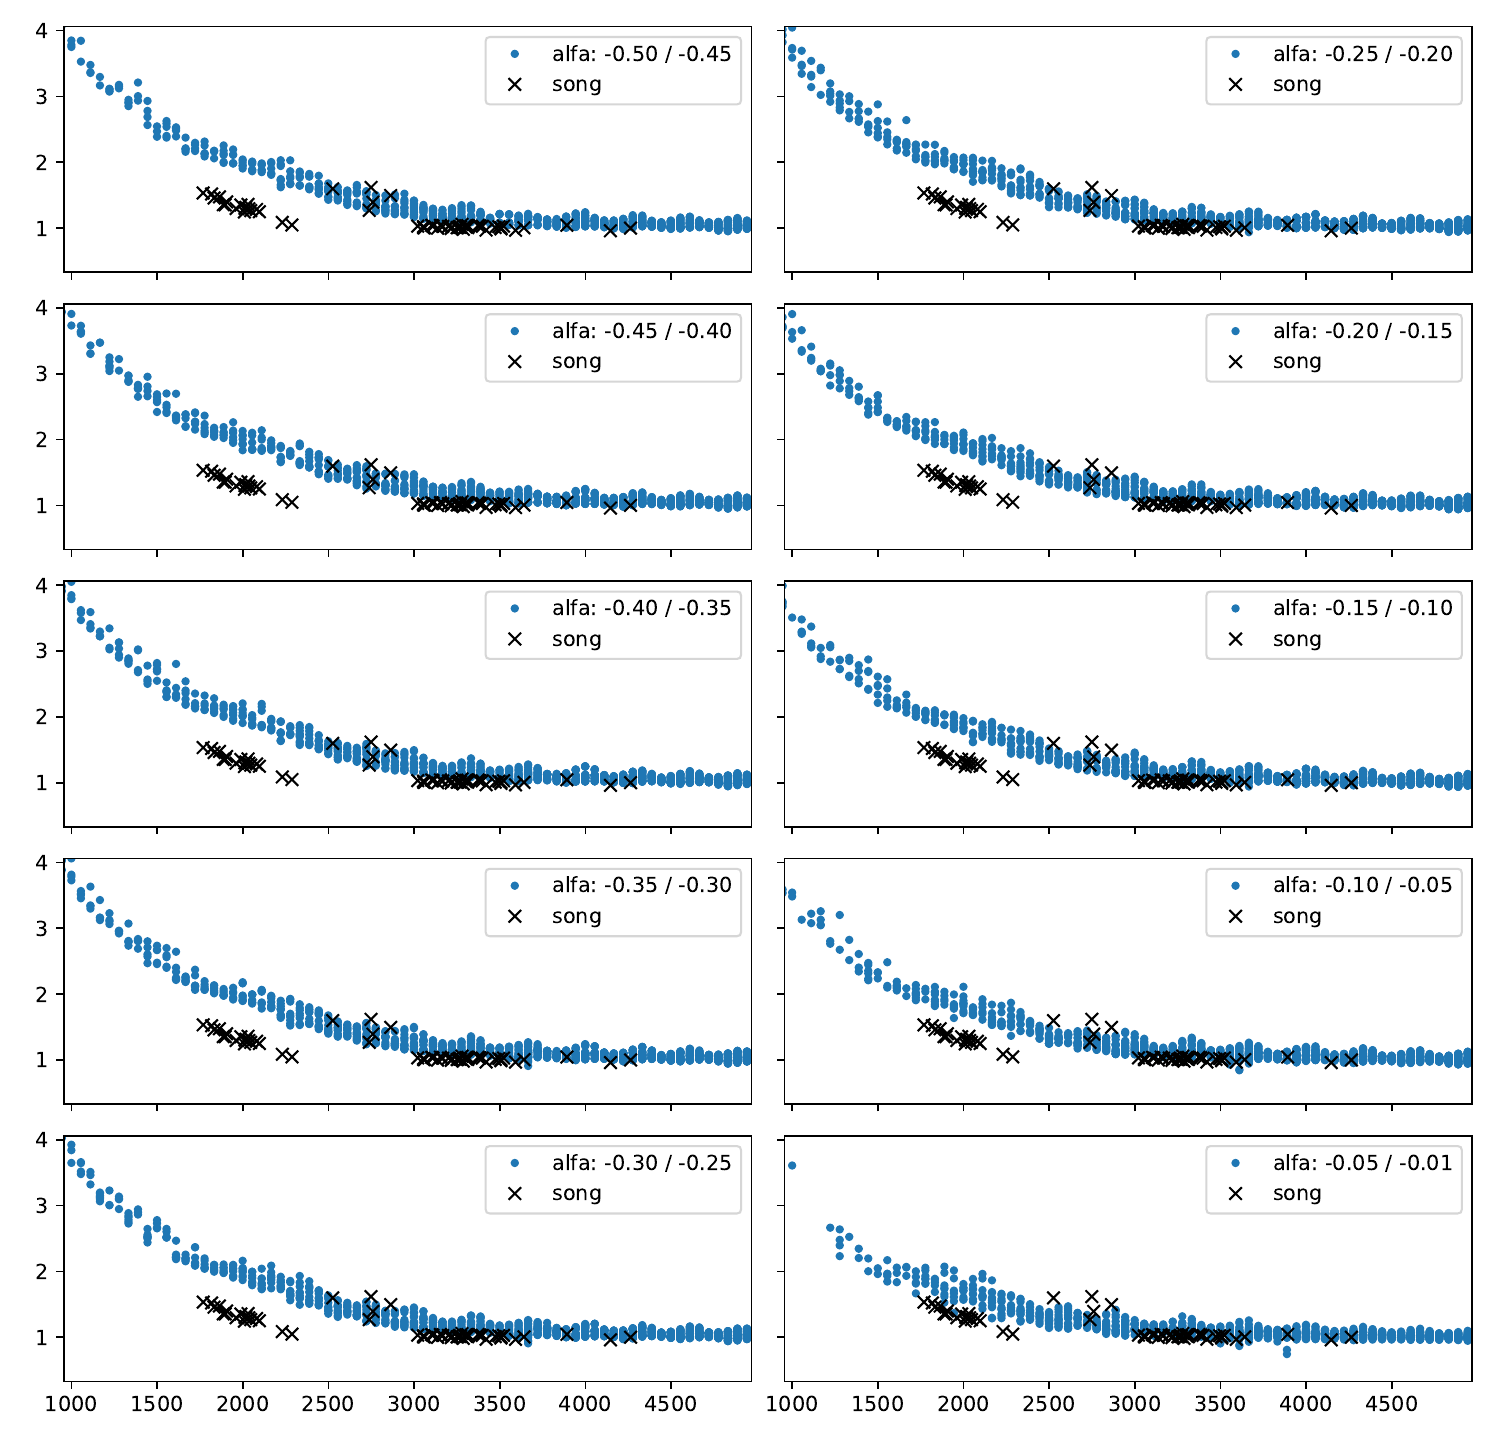 4
3
2
1
alfa: -0.50 / -0.45
song
alfa: -0.25 / -0.20
song
4
3
2
1
alfa: -0.45 / -0.40
song
alfa: -0.20 / -0.15
song
4
3
2
1
alfa: -0.40 / -0.35
song
alfa: -0.15 / -0.10
song
4
3
2
1
alfa: -0.35 / -0.30
song
alfa: -0.10 / -0.05
song
4
3
2
1
alfa: -0.30 / -0.25
song
alfa: -0.05 / -0.01
song
1000 1500 2000 2500 3000 3500 4000 4500
1000 1500 2000 2500 3000 3500 4000 4500